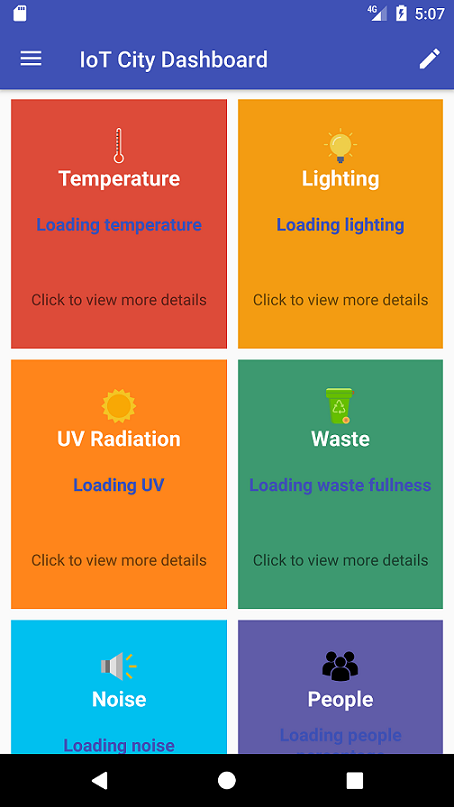 4G 5:07
IoT City Dashboard
Temperature
Loading temperature
Click to view more details
Lighting
Loading lighting
Click to view more details
UV Radiation
Loading UV
Click to view more details
Waste
Loading waste fullness
Click to view more details
Noise
Loading noise
People
Loading people